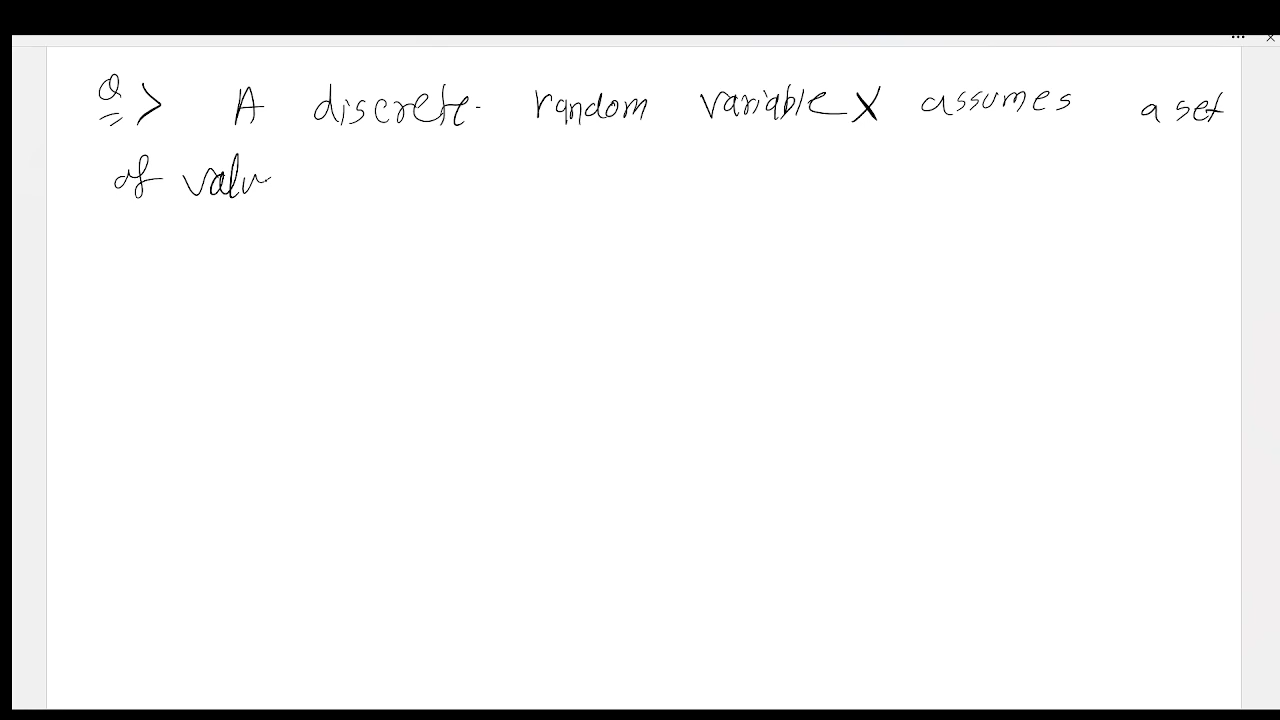 Q> A discrete random variable X assumes a set
of valu